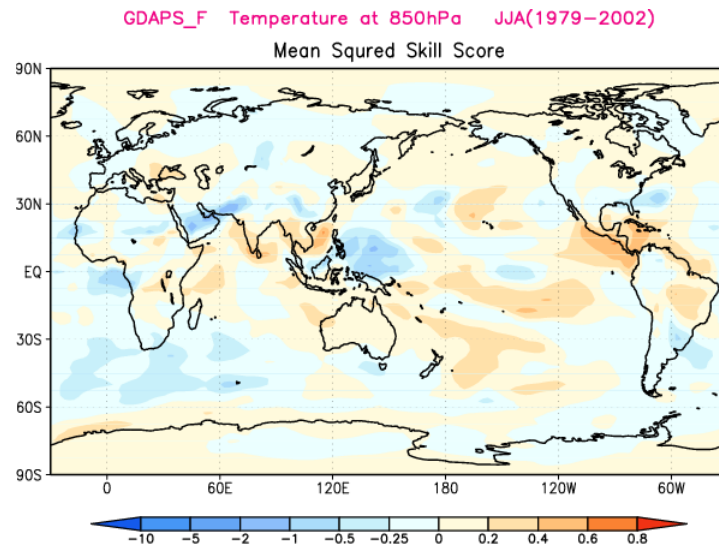 GDAPS_F Temperature at 850hPa JJA(1979-2002)
Mean Squred Skill Score
90N
60N
30N
EQ
30S
60S
90S
0 60E 120E 180 120W 60W
-10 -5 -2 -1 -0.5 -0.25 0 0.2 0.4 0.6 0.8